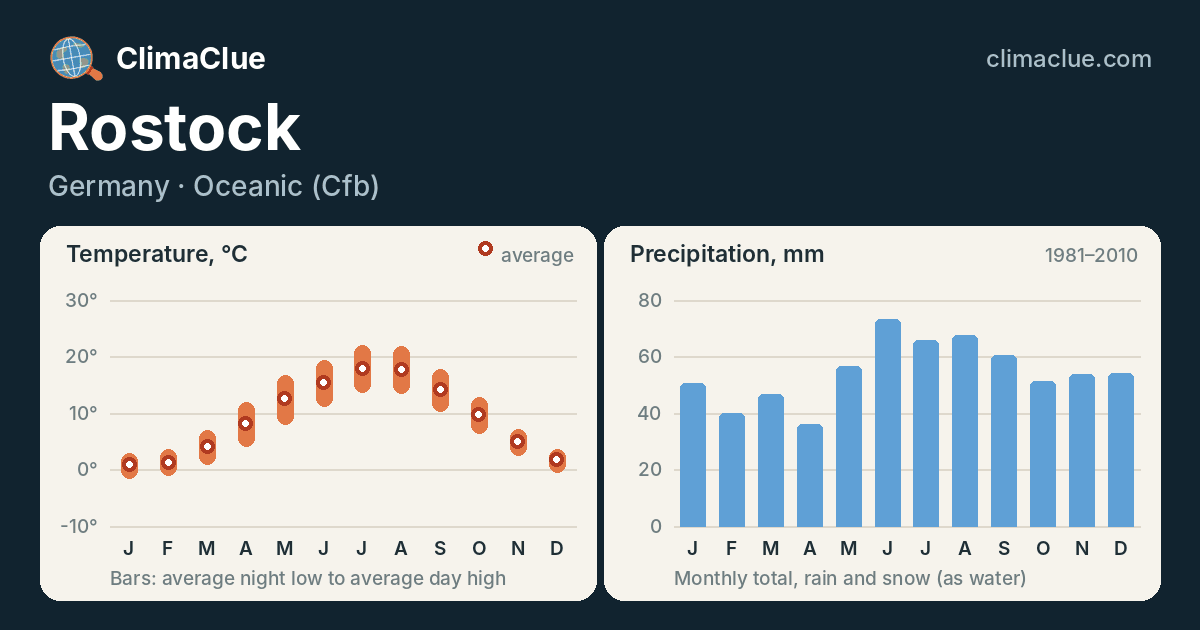 ClimaClue
climaclue.com
Rostock
Germany · Oceanic (Cfb)
Temperature, °C
average
30°
20°
10°
0°
-10°
J F M A M J J A S O N D
Bars: average night low to average day high
Precipitation, mm
1981–2010
80
60
40
20
0
J F M A M J J A S O N D
Monthly total, rain and snow (as water)